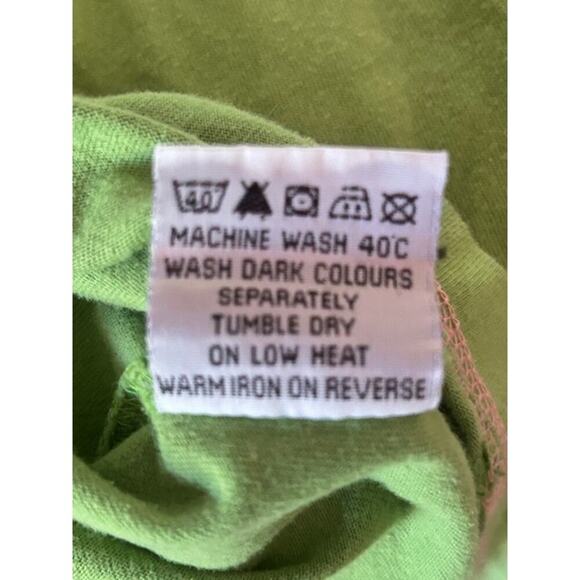 40
MACHINE WASH 40°C
WASH DARK COLOURS
SEPARATELY
TUMBLE DRY
ON LOW HEAT
WARM IRON ON REVERSE